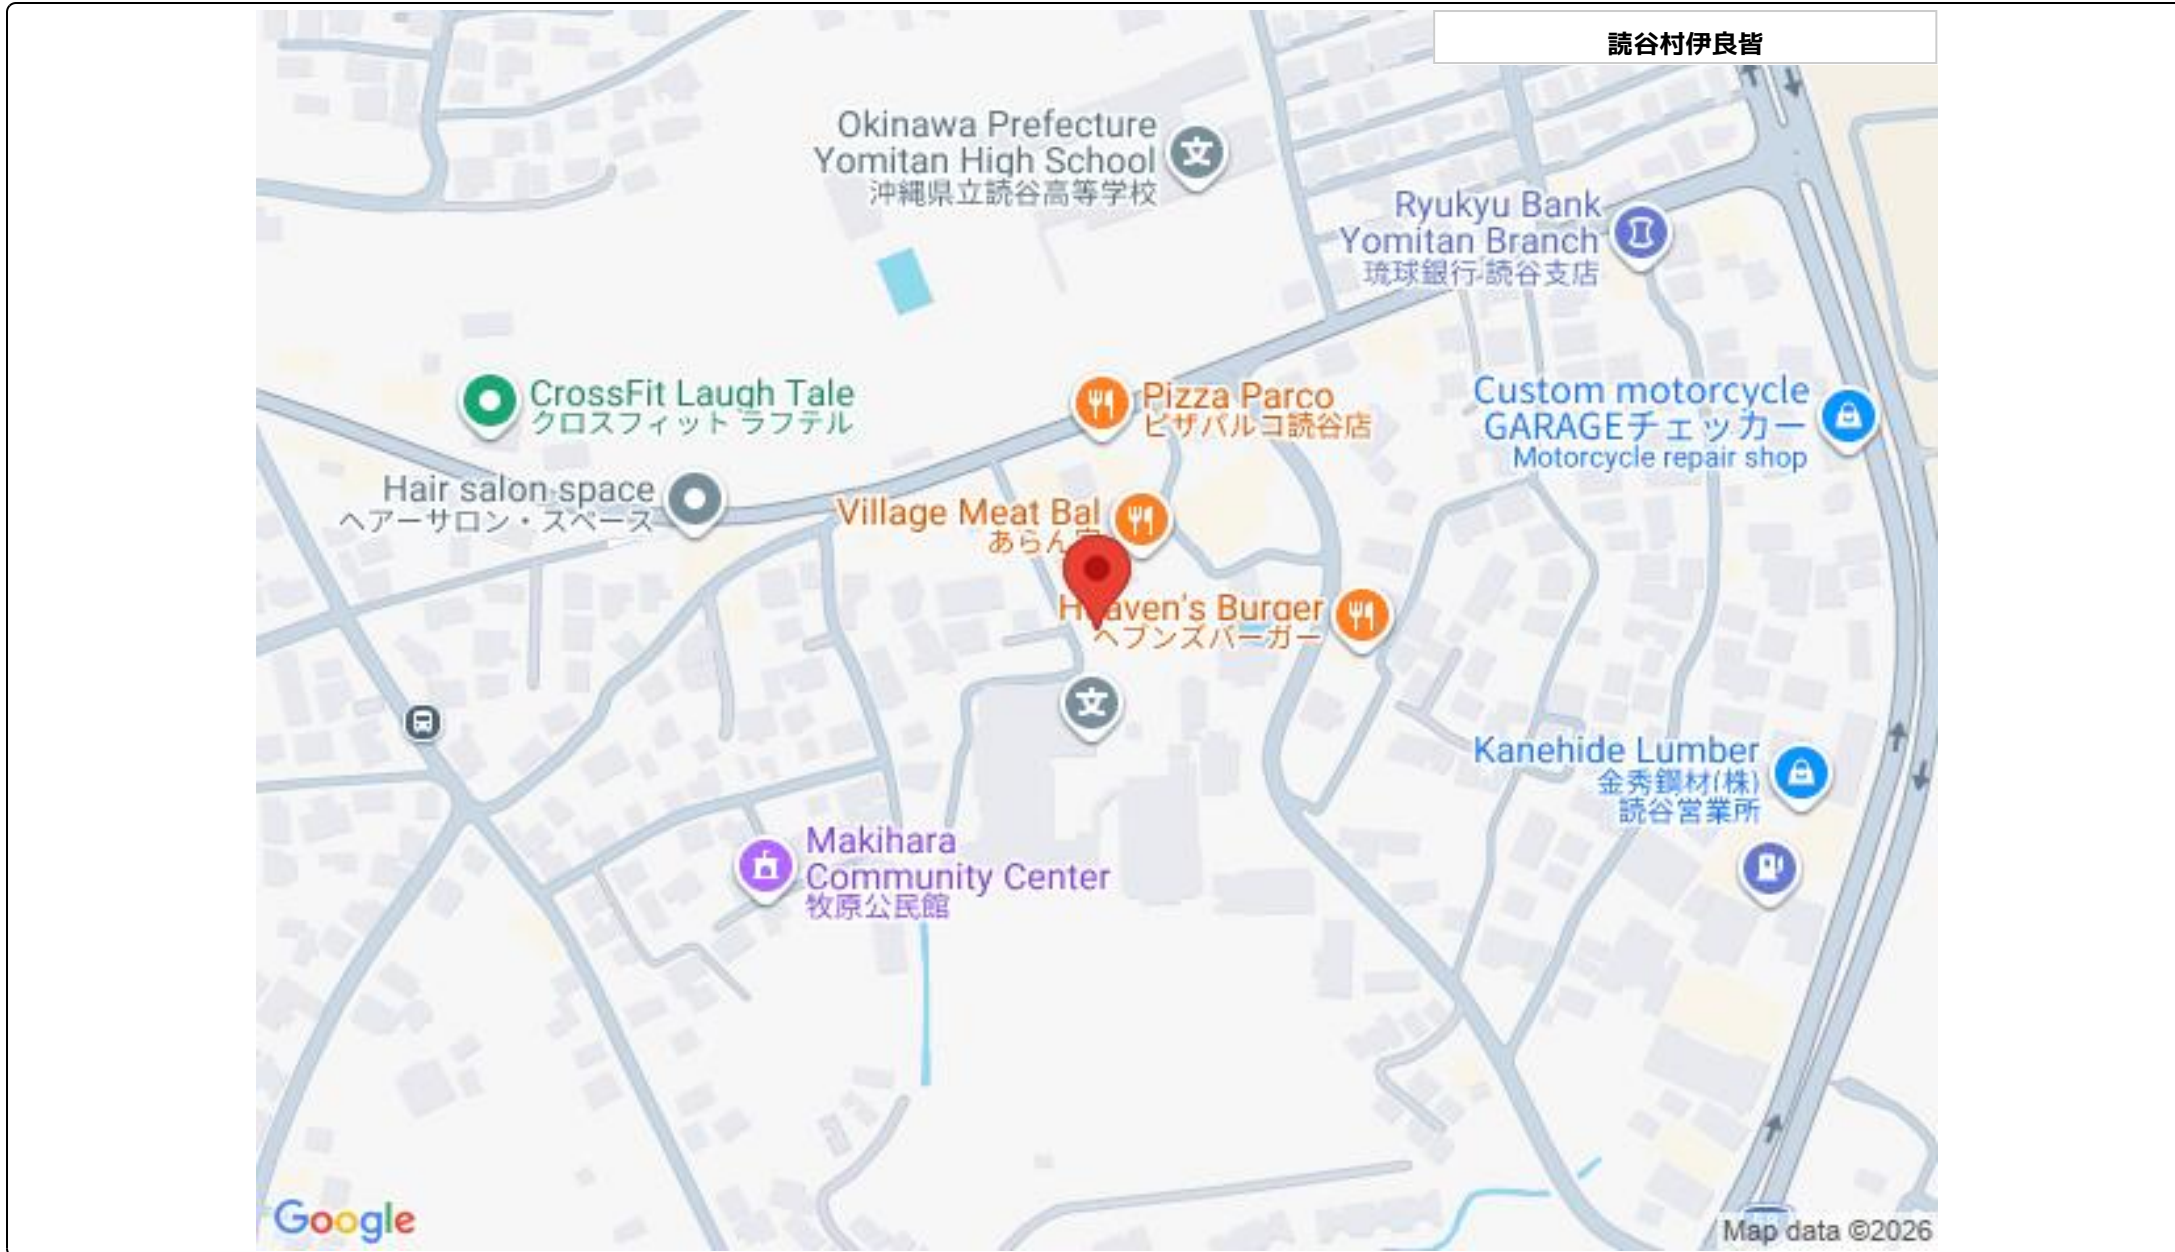 読谷村伊良皆
Okinawa Prefecture
Yomitan High School
沖縄県立読谷高等学校
Ryukyu Bank
Yomitan Branch
琉球銀行 読谷支店
CrossFit Laugh Tale
クロスフィット ラフテル
Pizza Parco
ピザパルコ読谷店
Custom motorcycle
GARAGEチェッカー
Motorcycle repair shop
Hair salon space
ヘアーサロン・スペース
Village Meat Bal
あらん
Heaven's Burger
ヘブンズバーガー
Kanehide Lumber
金秀鋼材(株)
読谷営業所
Makihara
Community Center
牧原公民館
Google
Map data ©2026